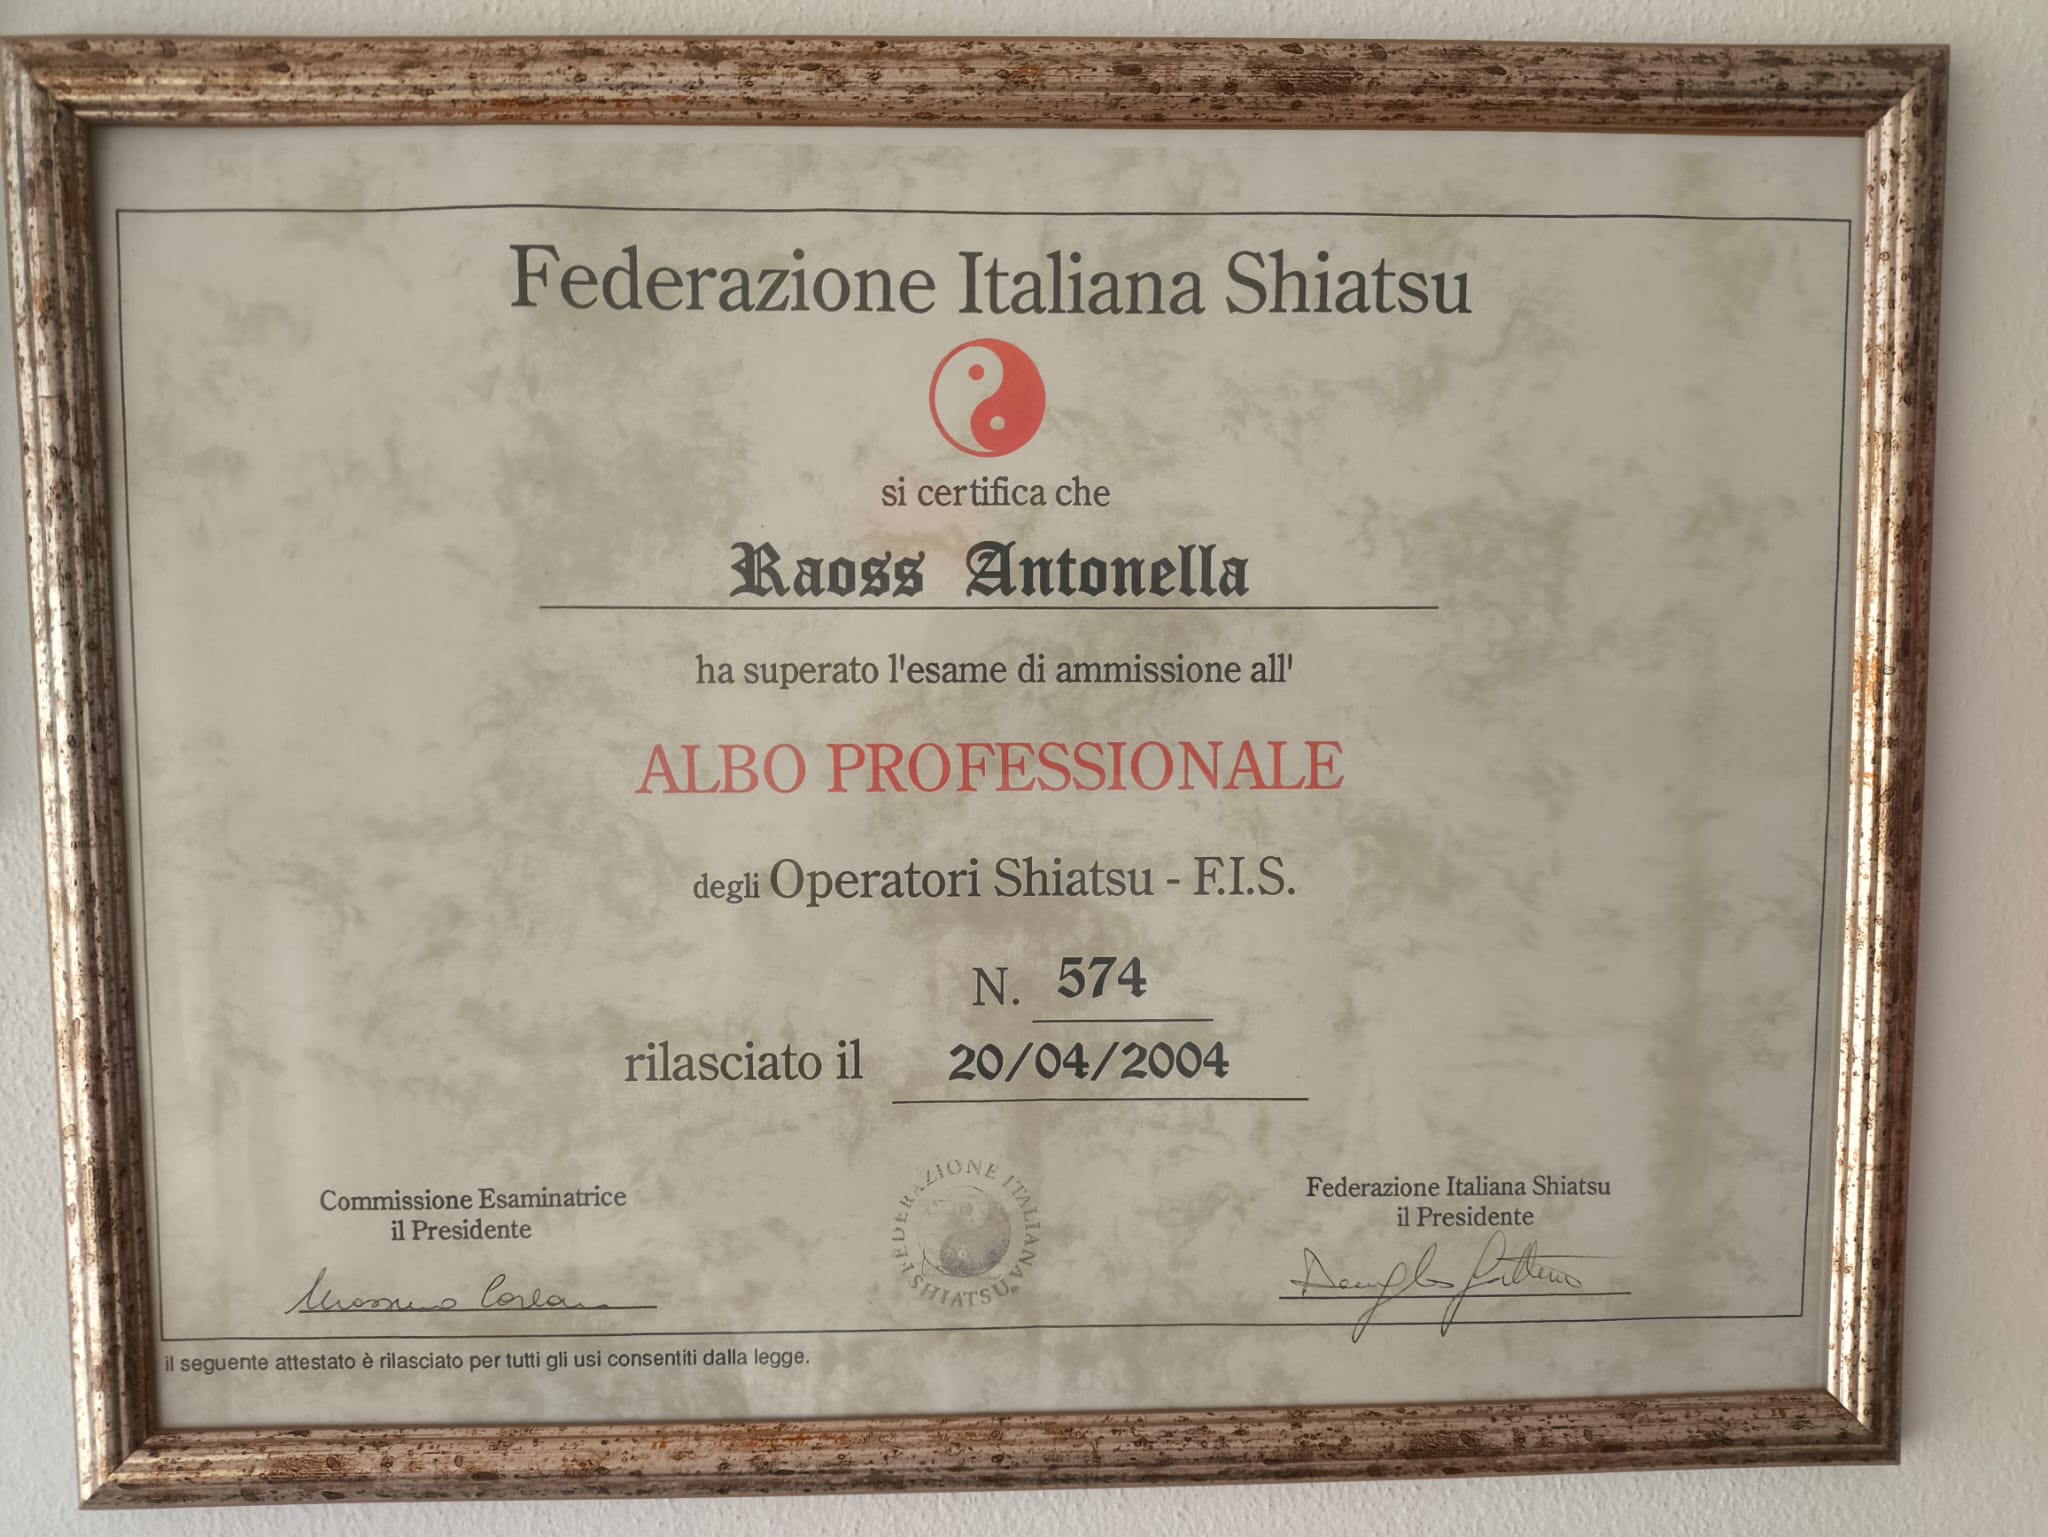 Federazione Italiana Shiatsu
si certifica che
Raoss Antonella
ha superato l'esame di ammissione all'
ALBO PROFESSIONALE
degli Operatori Shiatsu - F.I.S.
N. 574
rilasciato il 20/04/2004
Commissione Esaminatrice
il Presidente
FEDERAZIONE ITALIANA SHIATSU
Federazione Italiana Shiatsu
il Presidente
il seguente attestato è rilasciato per tutti gli usi consentiti dalla legge.